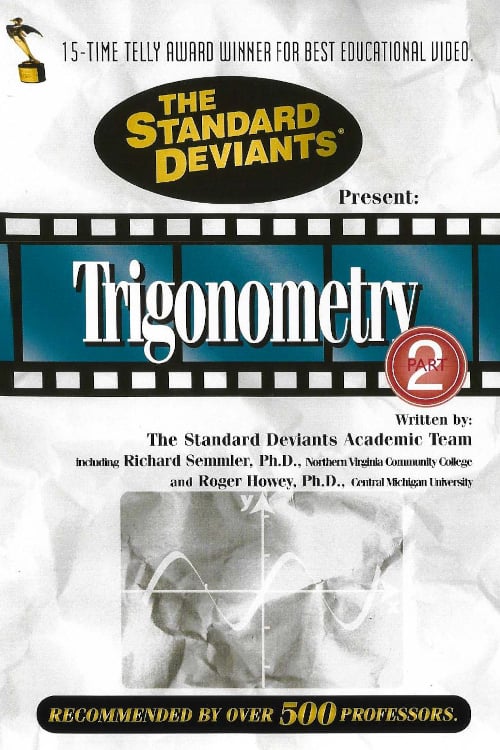 15-TIME TELLY AWARD WINNER FOR BEST EDUCATIONAL VIDEO.
THE
STANDARD
DEVIANTS®
Present:
Trigonometry
PART 2
Written by:
The Standard Deviants Academic Team
including Richard Semmler, Ph.D., Northern Virginia Community College
and Roger Howey, Ph.D., Central Michigan University
y
x
RECOMMENDED BY OVER 500 PROFESSORS.